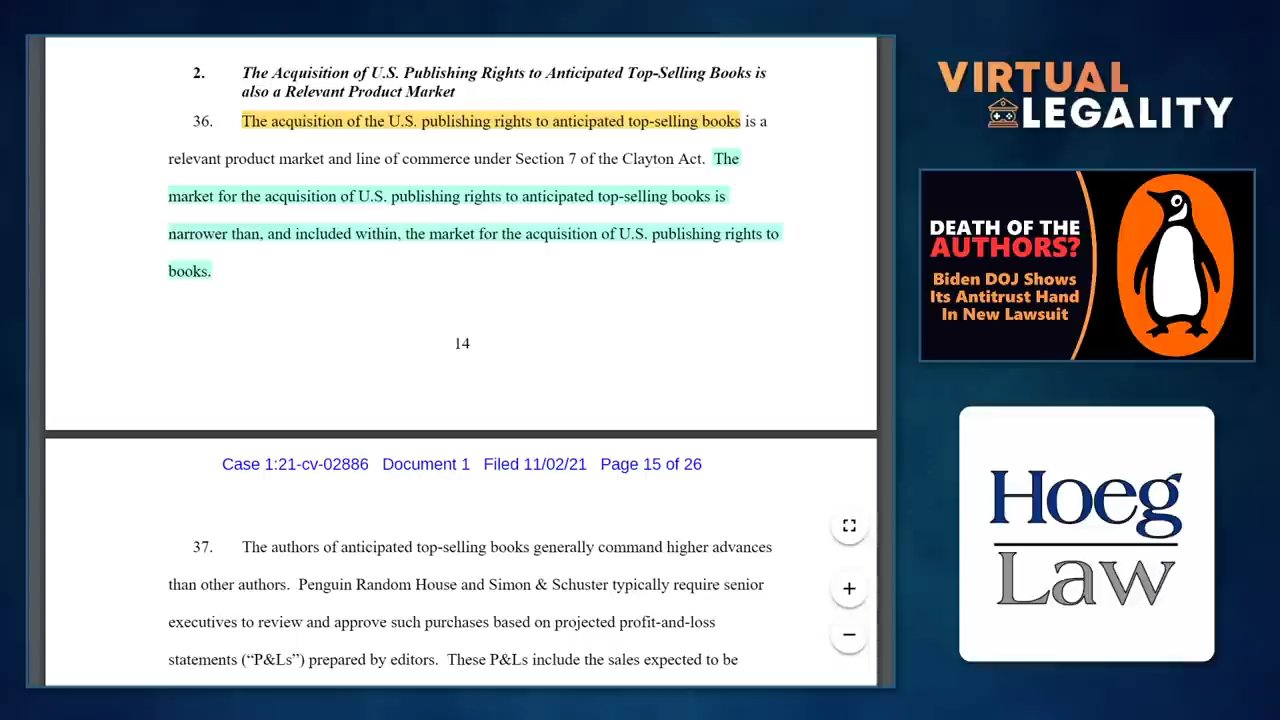 2. The Acquisition of U.S. Publishing Rights to Anticipated Top-Selling Books is
also a Relevant Product Market
36. The acquisition of the U.S. publishing rights to anticipated top-selling books is a
relevant product market and line of commerce under Section 7 of the Clayton Act. The
market for the acquisition of U.S. publishing rights to anticipated top-selling books is
narrower than, and included within, the market for the acquisition of U.S. publishing rights to
books.
14
Case 1:21-cv-02886 Document 1 Filed 11/02/21 Page 15 of 26
37. The authors of anticipated top-selling books generally command higher advances
than other authors. Penguin Random House and Simon & Schuster typically require senior
executives to review and approve such purchases based on projected profit-and-loss
statements (“P&Ls”) prepared by editors. These P&Ls include the sales expected to be
VIRTUAL
LEGALITY
DEATH OF THE
AUTHORS?
Biden DOJ Shows
Its Antitrust Hand
In New Lawsuit
Hoeg
Law